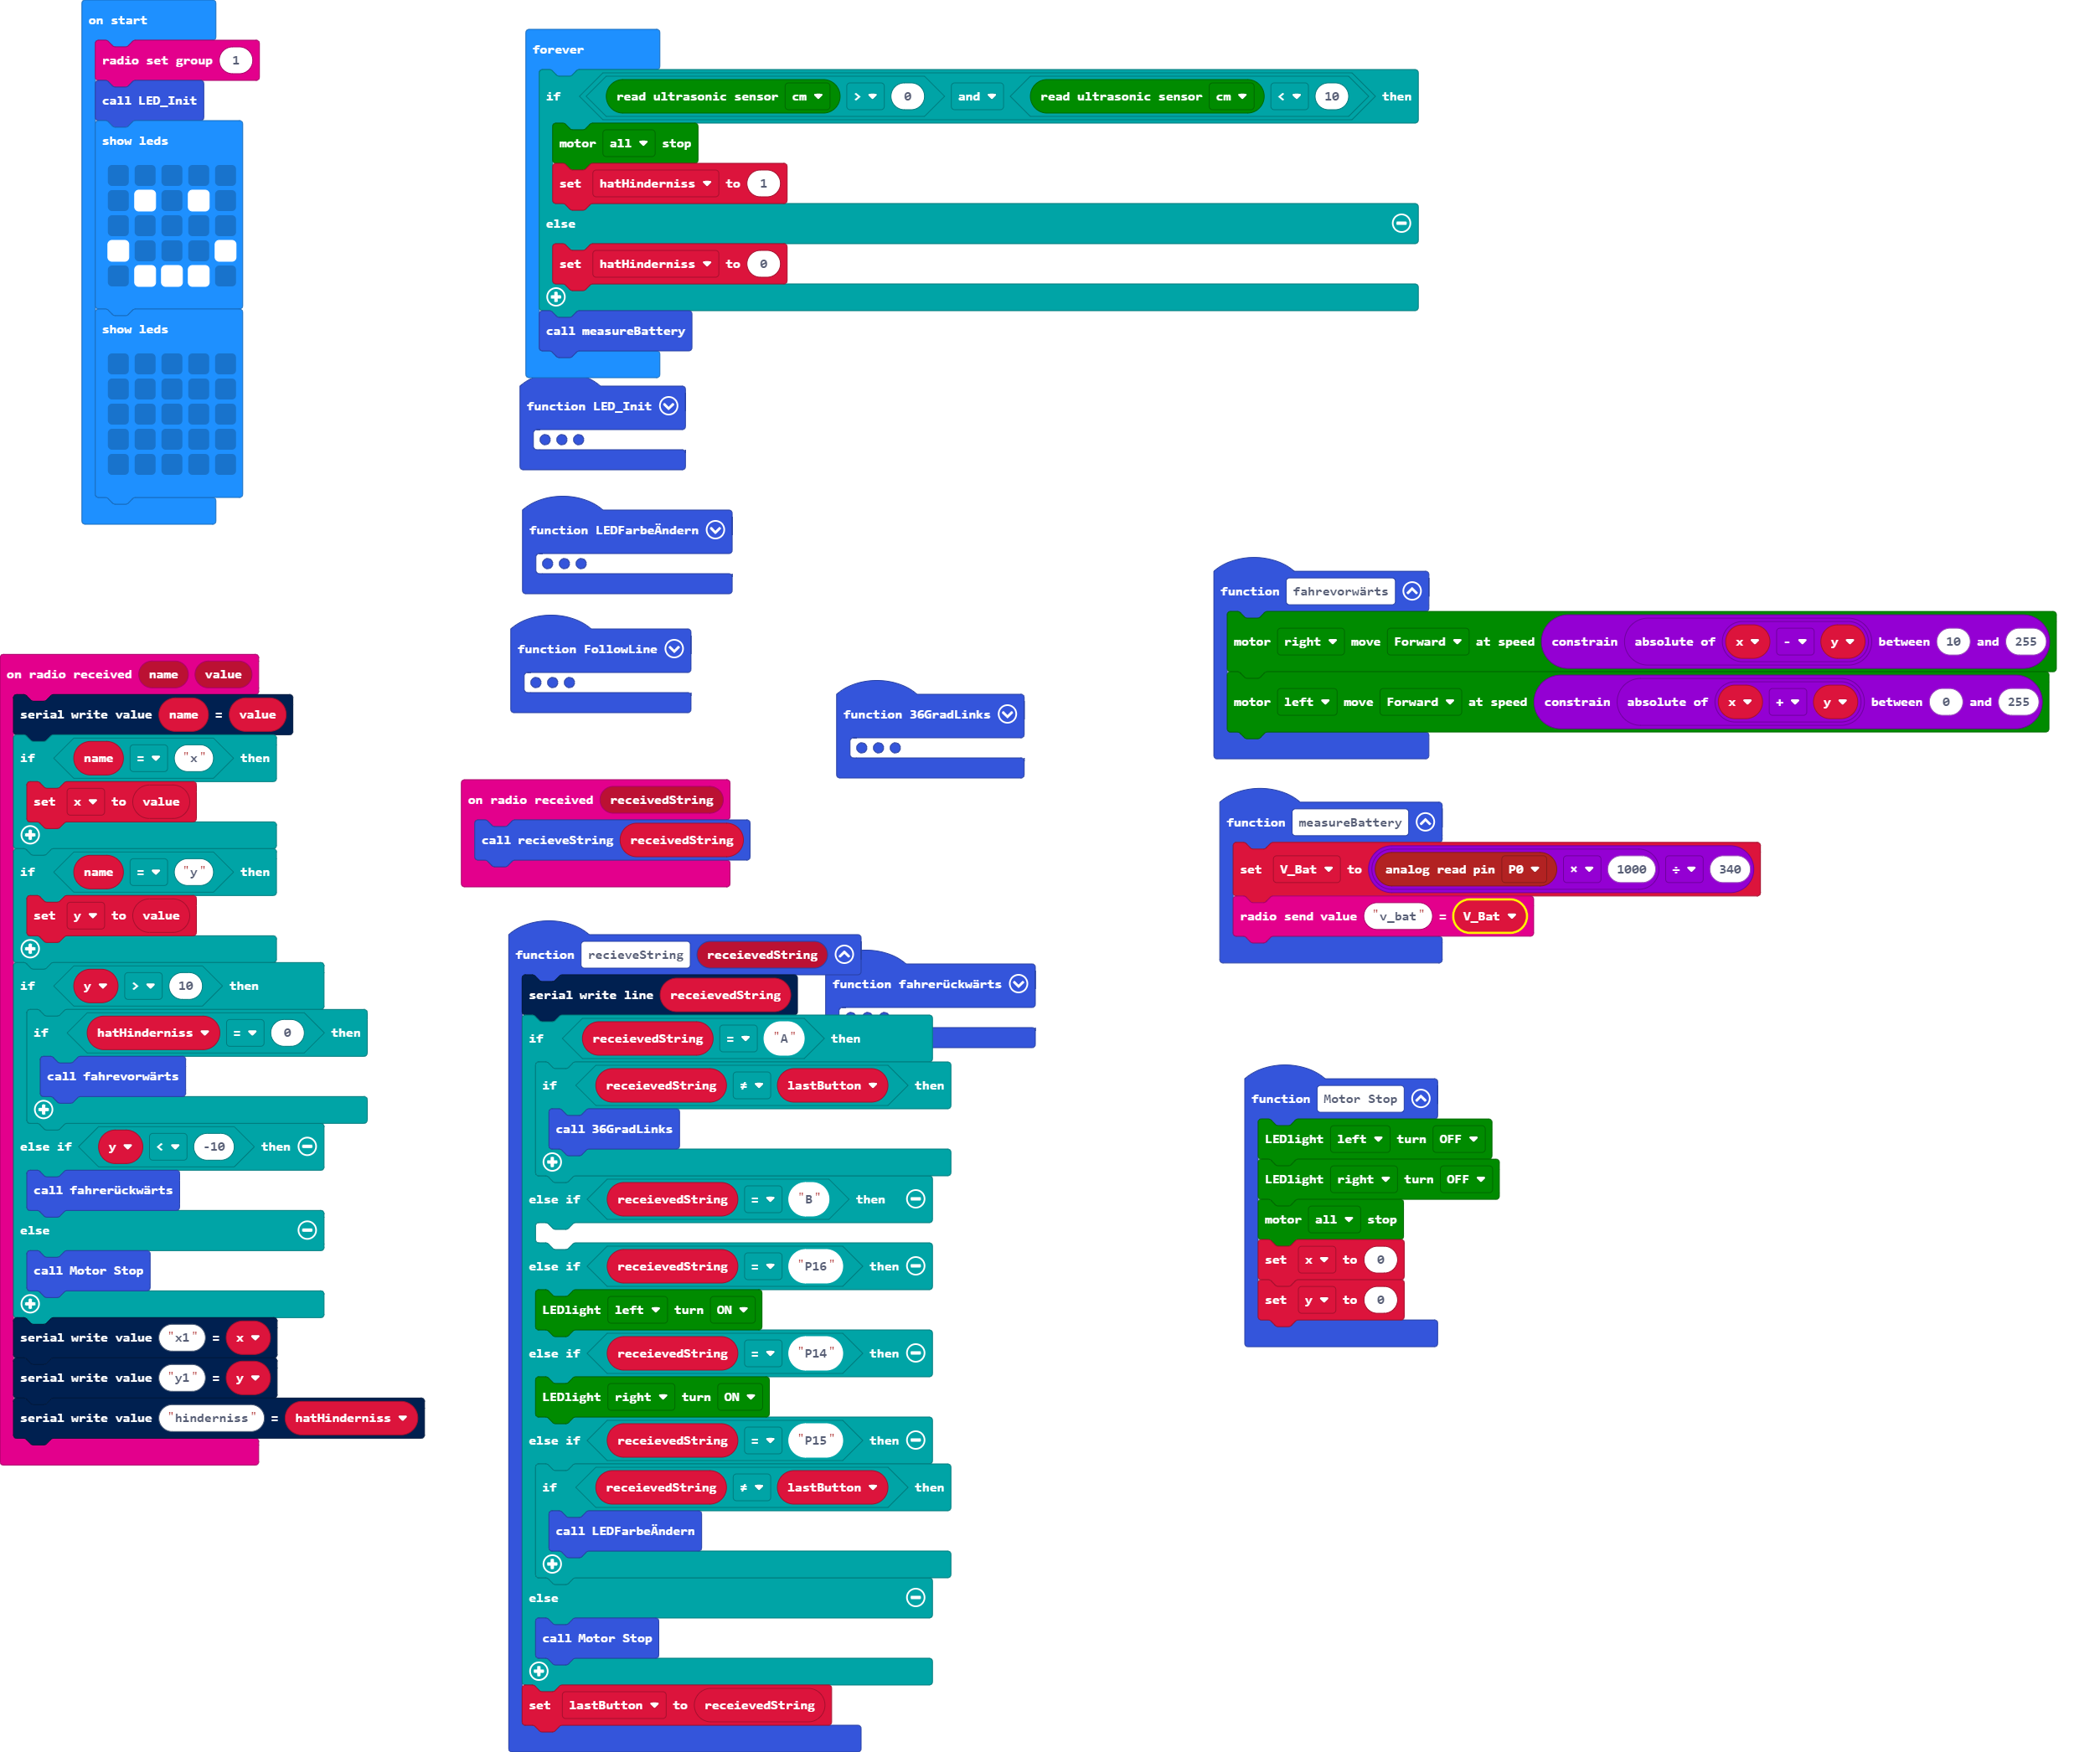 on start
radio set group 1
call LED_Init
show leds
show leds
forever
if read ultrasonic sensor cm > 0 and read ultrasonic sensor cm < 10 then
motor all stop
set hatHinderniss to 1
else
set hatHinderniss to 0
call measureBattery
function LED_Init
function LEDFarbeÄndern
function FollowLine
function 36GradLinks
on radio received name value
serial write value name = value
if name = "x" then
set x to value
if name = "y" then
set y to value
if y > 10 then
if hatHinderniss = 0 then
call fahrevorwärts
else if y < -10 then
call fahrerückwärts
else
call Motor Stop
serial write value "x1" = x
serial write value "y1" = y
serial write value "hinderniss" = hatHinderniss
on radio received receivedString
call recieveString receivedString
function recieveString receievedString
serial write line receievedString
if receievedString = "A" then
if receievedString ≠ lastButton then
call 36GradLinks
else if receievedString = "B" then
else if receievedString = "P16" then
LEDlight left turn ON
else if receievedString = "P14" then
LEDlight right turn ON
else if receievedString = "P15" then
if receievedString ≠ lastButton then
call LEDFarbeÄndern
else
call Motor Stop
set lastButton to receievedString
function fahrerückwärts
function fahrevorwärts
motor right move Forward at speed constrain absolute of x - y between 10 and 255
motor left move Forward at speed constrain absolute of x + y between 0 and 255
function measureBattery
set V_Bat to analog read pin P0 × 1000 ÷ 340
radio send value "v_bat" = V_Bat
function Motor Stop
LEDlight left turn OFF
LEDlight right turn OFF
motor all stop
set x to 0
set y to 0